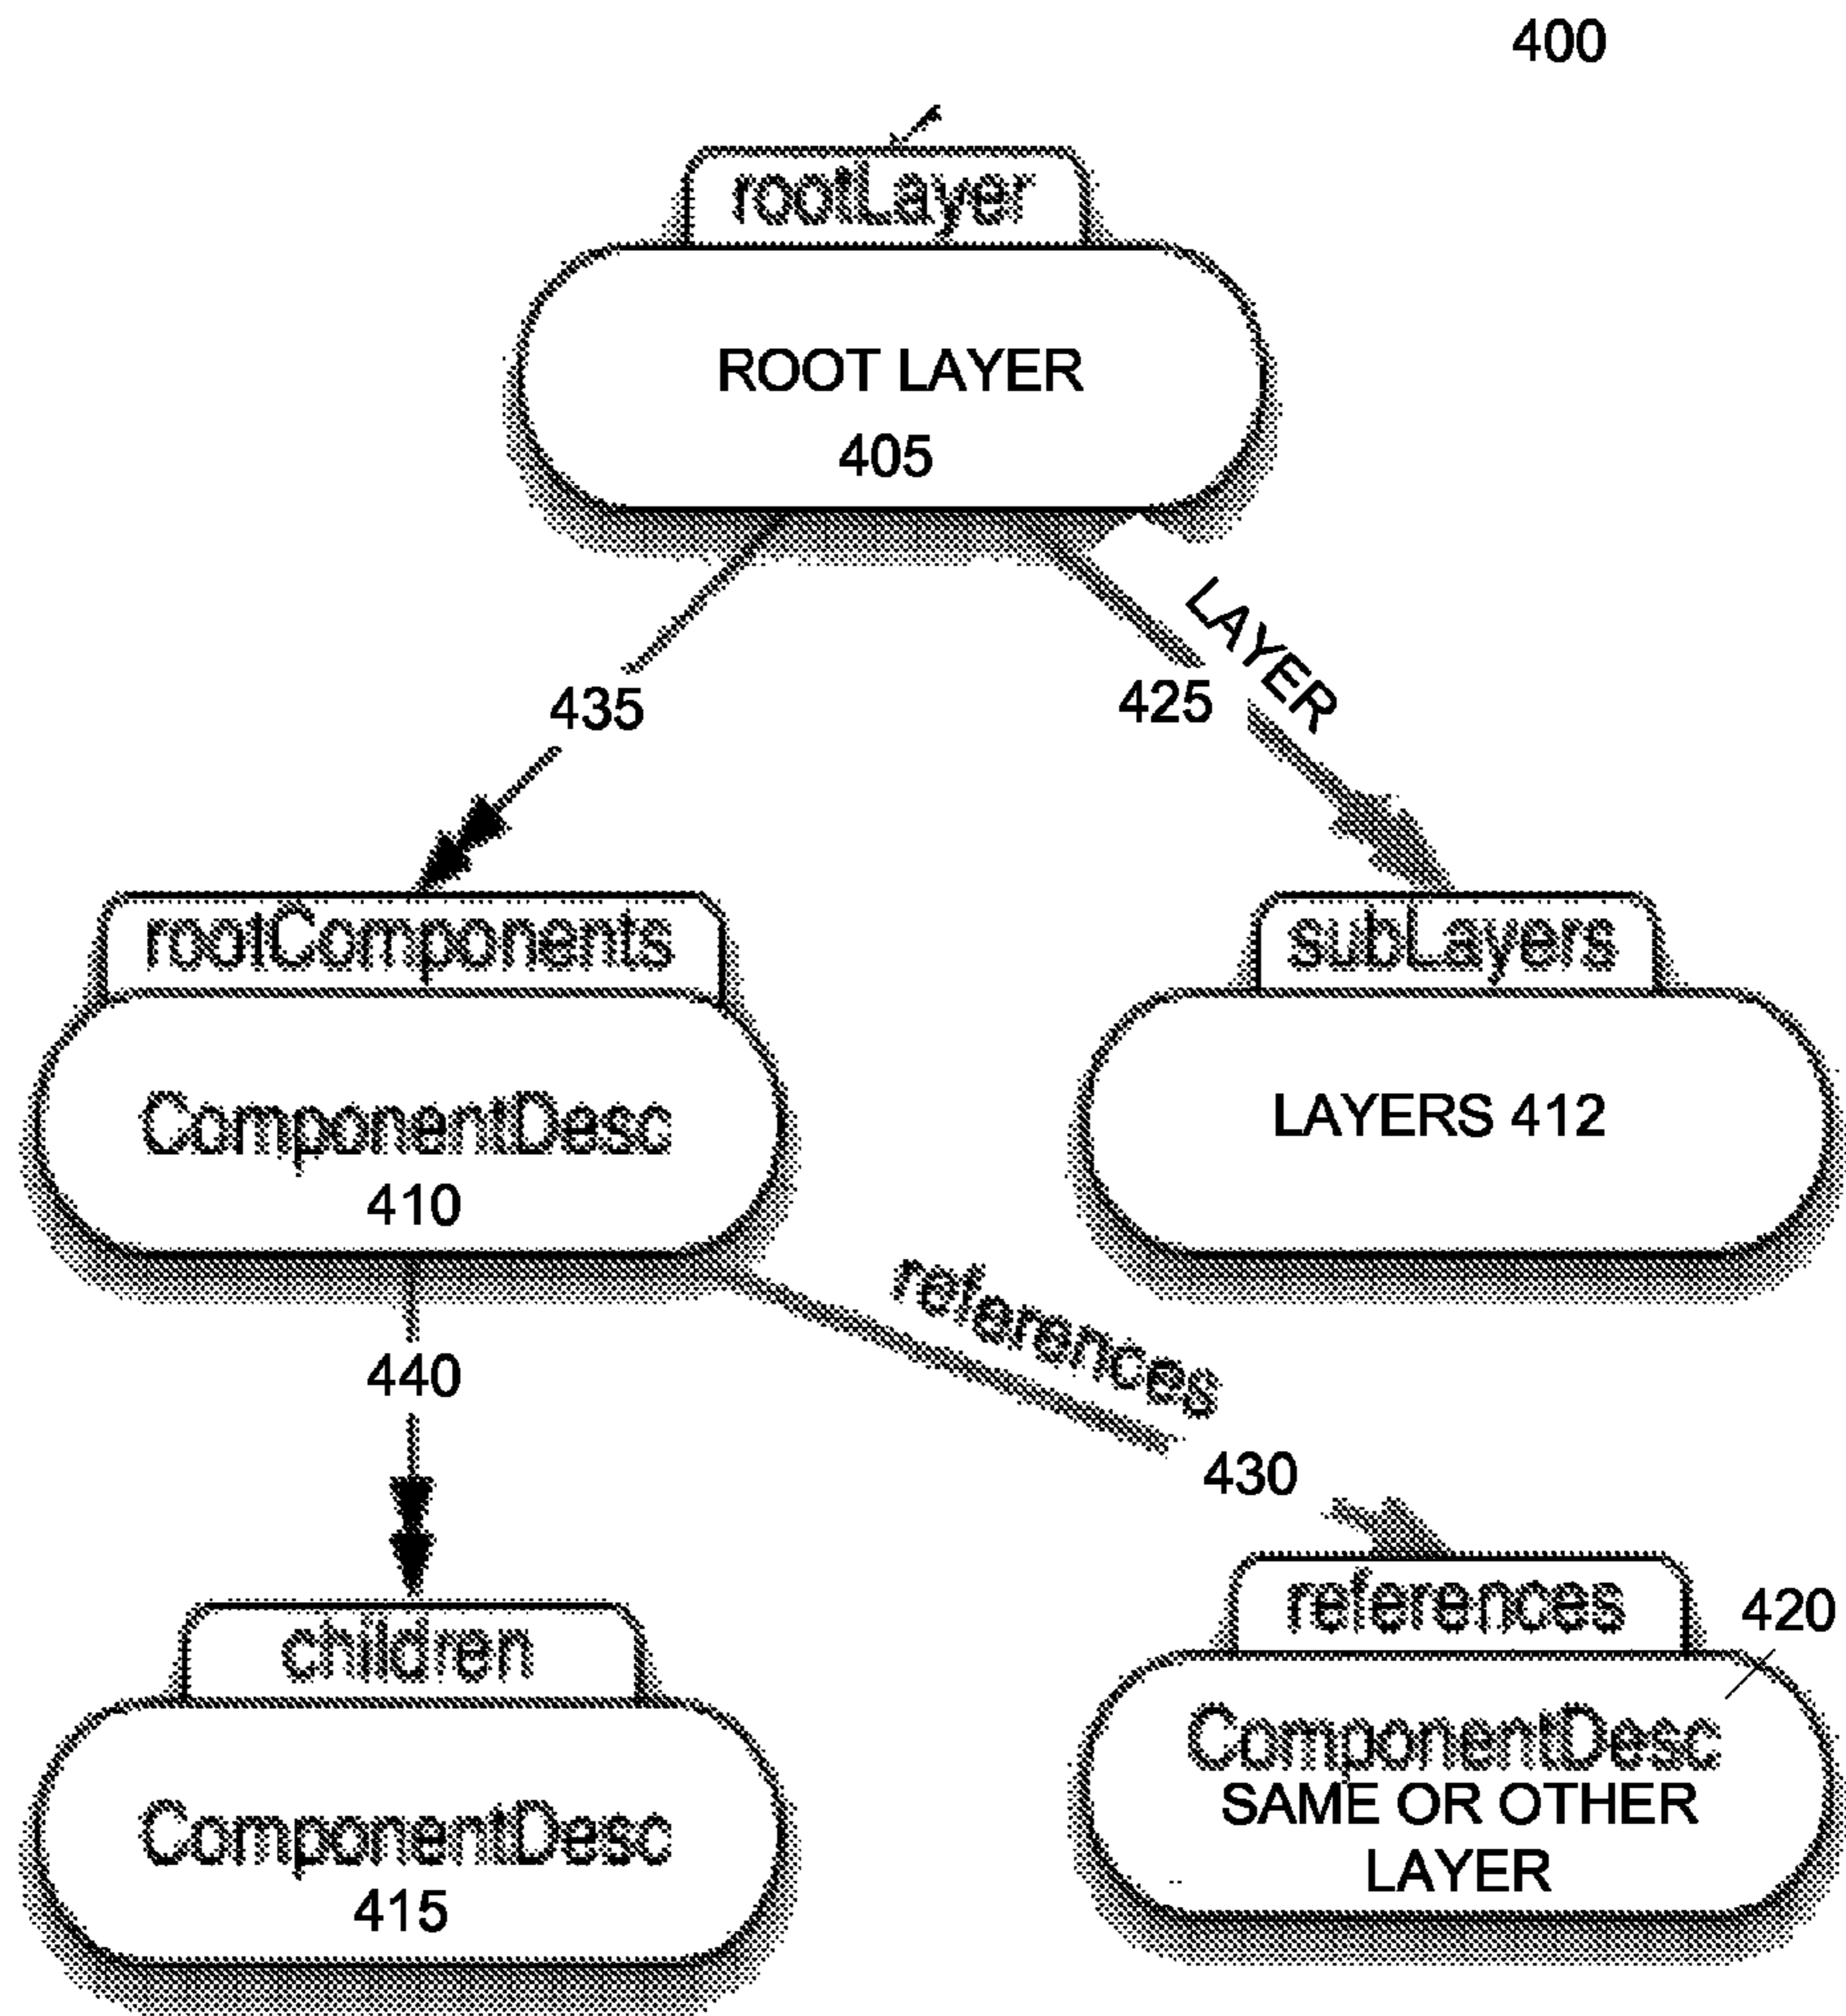 400
rootLayer
ROOT LAYER
405
LAYER
435
425
rootComponents
subLayers
ComponentDesc
410
LAYERS 412
references
440
430
children
references
420
ComponentDesc
415
ComponentDesc
SAME OR OTHER
LAYER